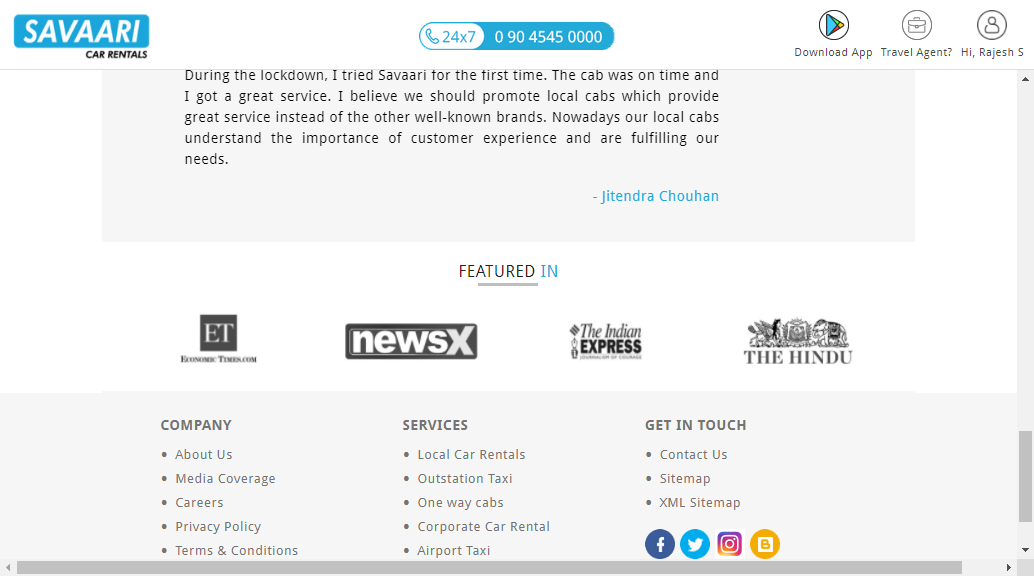 SAVAARI
CAR RENTALS
24x7 0 90 4545 0000
Download App Travel Agent? Hi, Rajesh S
During the lockdown, I tried Savaari for the first time. The cab was on time and
I got a great service. I believe we should promote local cabs which provide
great service instead of the other well-known brands. Nowadays our local cabs
understand the importance of customer experience and are fulfilling our
needs.
- Jitendra Chouhan
FEATURED IN
ET
ECONOMIC TIMES.COM
newsX
The Indian
EXPRESS
JOURNALISM OF COURAGE
THE HINDU
COMPANY
About Us
Media Coverage
Careers
Privacy Policy
Terms & Conditions
SERVICES
Local Car Rentals
Outstation Taxi
One way cabs
Corporate Car Rental
Airport Taxi
GET IN TOUCH
Contact Us
Sitemap
XML Sitemap